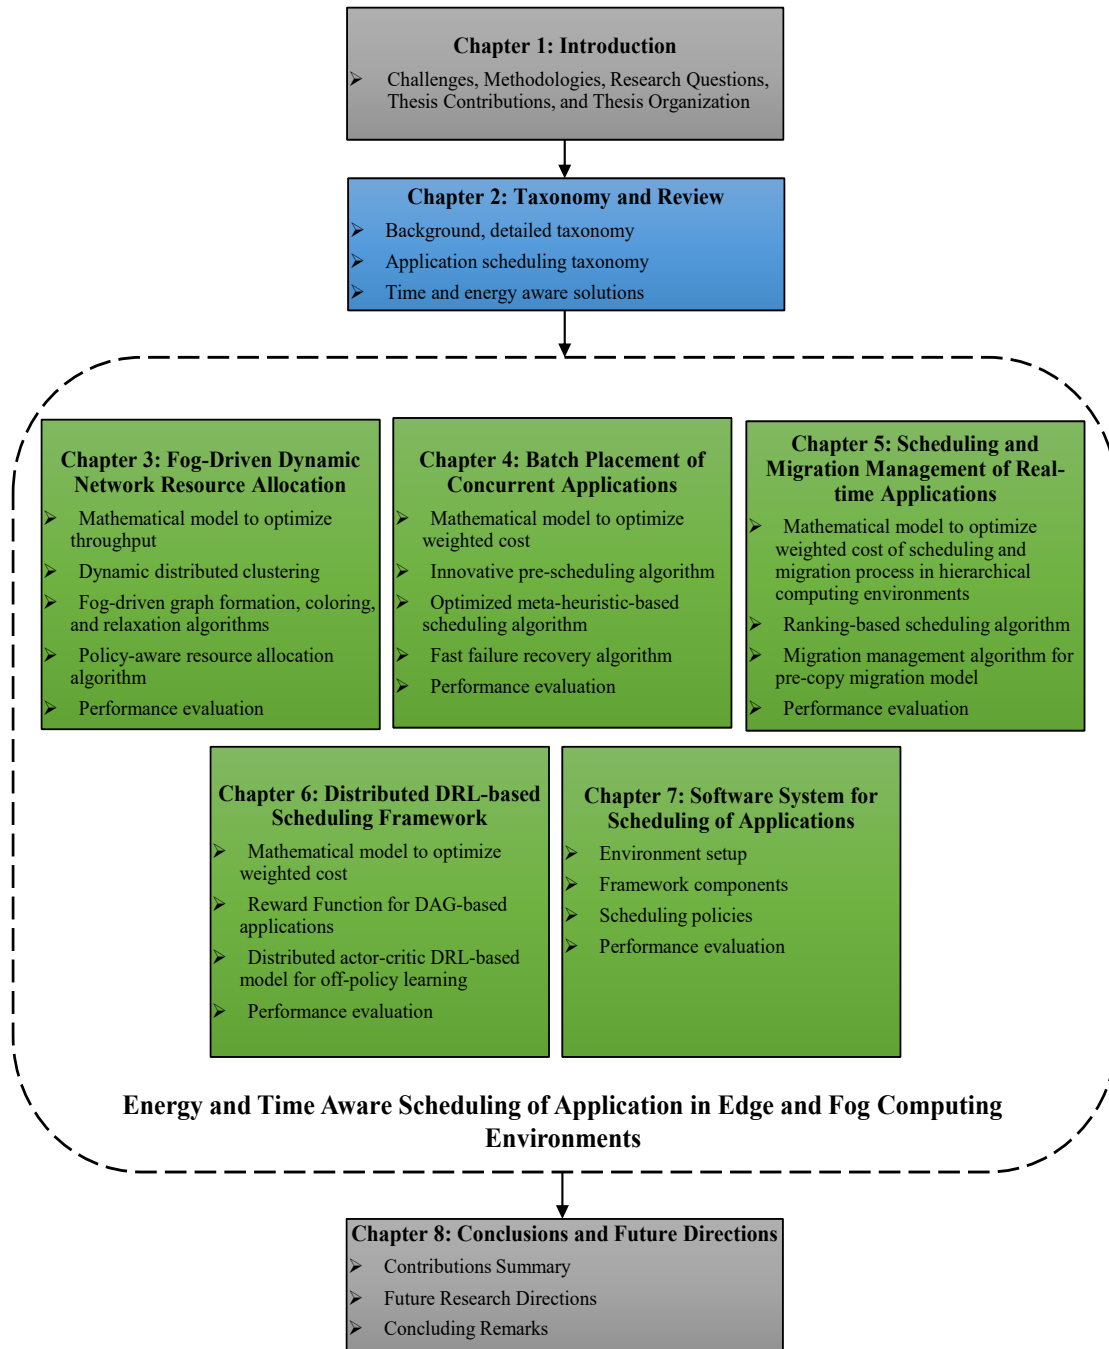 Chapter 1: Introduction
➢ Challenges, Methodologies, Research Questions,
Thesis Contributions, and Thesis Organization
Chapter 2: Taxonomy and Review
➢ Background, detailed taxonomy
➢ Application scheduling taxonomy
➢ Time and energy aware solutions
Chapter 3: Fog-Driven Dynamic
Network Resource Allocation
➢ Mathematical model to optimize
throughput
➢ Dynamic distributed clustering
➢ Fog-driven graph formation, coloring,
and relaxation algorithms
➢ Policy-aware resource allocation
algorithm
➢ Performance evaluation
Chapter 4: Batch Placement of
Concurrent Applications
➢ Mathematical model to optimize
weighted cost
➢ Innovative pre-scheduling algorithm
➢ Optimized meta-heuristic-based
scheduling algorithm
➢ Fast failure recovery algorithm
➢ Performance evaluation
Chapter 5: Scheduling and
Migration Management of Real-
time Applications
➢ Mathematical model to optimize
weighted cost of scheduling and
migration process in hierarchical
computing environments
➢ Ranking-based scheduling algorithm
➢ Migration management algorithm for
pre-copy migration model
➢ Performance evaluation
Chapter 6: Distributed DRL-based
Scheduling Framework
➢ Mathematical model to optimize
weighted cost
➢ Reward Function for DAG-based
applications
➢ Distributed actor-critic DRL-based
model for off-policy learning
➢ Performance evaluation
Chapter 7: Software System for
Scheduling of Applications
➢ Environment setup
➢ Framework components
➢ Scheduling policies
➢ Performance evaluation
Energy and Time Aware Scheduling of Application in Edge and Fog Computing
Environments
Chapter 8: Conclusions and Future Directions
➢ Contributions Summary
➢ Future Research Directions
➢ Concluding Remarks